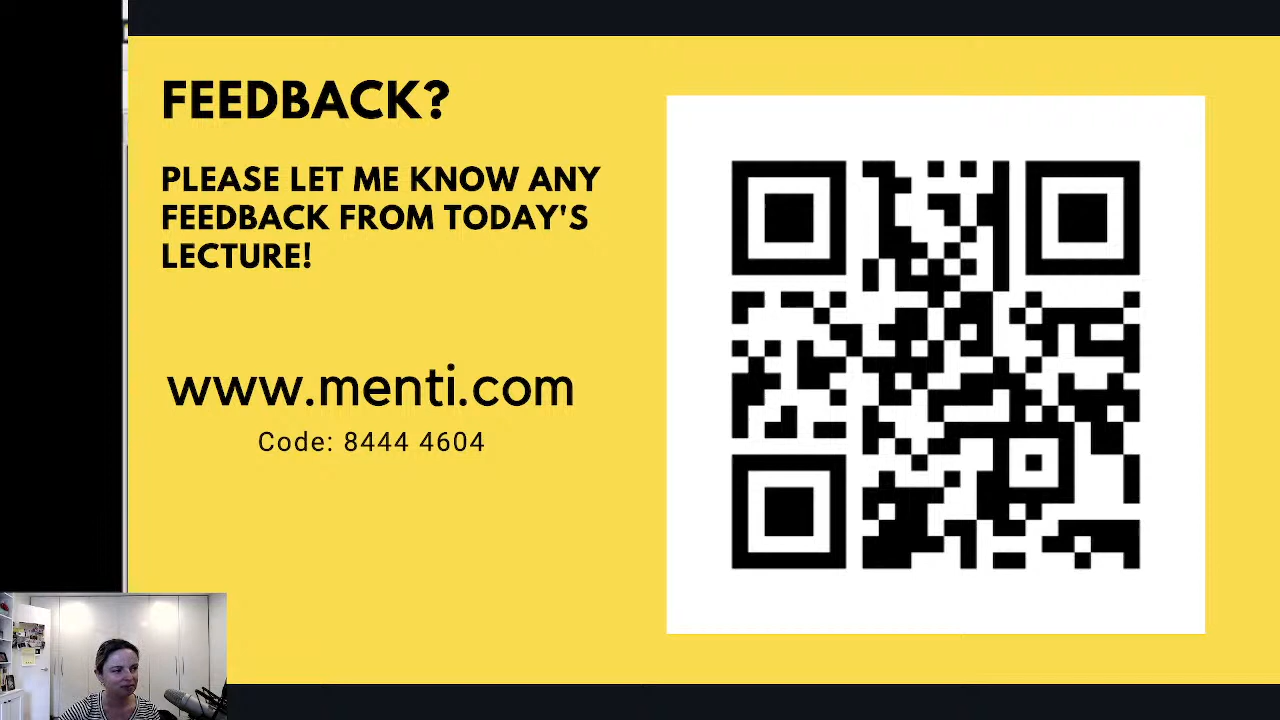 FEEDBACK?
PLEASE LET ME KNOW ANY
FEEDBACK FROM TODAY'S
LECTURE!
www.menti.com
Code: 8444 4604